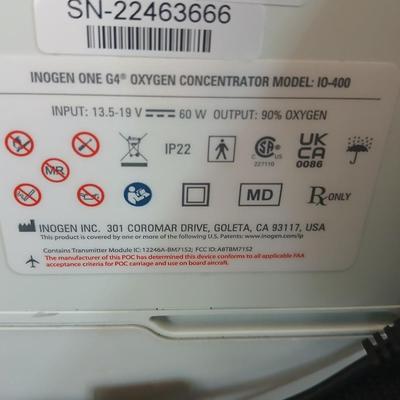 SN-22463666
INOGEN ONE G4® OXYGEN CONCENTRATOR MODEL: IO-400
INPUT: 13.5-19 V ⎓ 60 W OUTPUT: 90% OXYGEN
MR
IP22
CSA
227110
UK
CA
0086
MD
Rx ONLY
INOGEN INC. 301 COROMAR DRIVE, GOLETA, CA 93117, USA
This product is covered by one or more of the following U.S. Patents: www.inogen.com/ip
Contains Transmitter Module IC: 12246A-BM71S2; FCC ID: A8TBM71S2
The manufacturer of this POC has determined this device conforms to all applicable FAA
acceptance criteria for POC carriage and use on board aircraft.